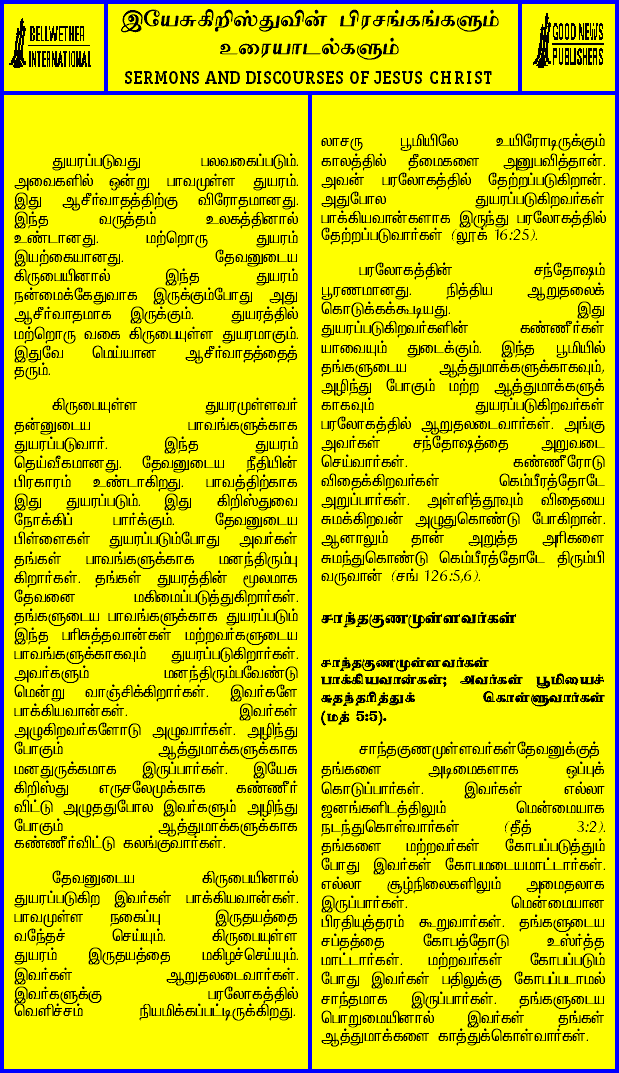 BELLWETHER
INTERNATIONAL
இயேசுகிறிஸ்துவின் பிரசங்கங்களும்
உரையாடல்களும்
SERMONS AND DISCOURSES OF JESUS CHRIST
GOOD NEWS
PUBLISHERS
துயரப்படுவது பலவகைப்படும்.
அவைகளில் ஒன்று பாவமுள்ள துயரம்.
இது ஆசீர்வாதத்திற்கு விரோதமானது.
இந்த வருத்தம் உலகத்தினால்
உண்டானது. மற்றொரு துயரம்
இயற்கையானது. தேவனுடைய
கிருபையினால் இந்த துயரம்
நன்மைக்கேதுவாக இருக்கும்போது அது
ஆசீர்வாதமாக இருக்கும். துயரத்தில்
மற்றொரு வகை கிருபையுள்ள துயரமாகும்.
இதுவே மெய்யான ஆசீர்வாதத்தைத்
தரும்.
கிருபையுள்ள துயரமுள்ளவர்
தன்னுடைய பாவங்களுக்காக
துயரப்படுவார். இந்த துயரம்
தெய்வீகமானது. தேவனுடைய நீதியின்
பிரகாரம் உண்டாகிறது. பாவத்திற்காக
இது துயரப்படும். இது கிறிஸ்துவை
நோக்கிப் பார்க்கும். தேவனுடைய
பிள்ளைகள் துயரப்படும்போது அவர்கள்
தங்கள் பாவங்களுக்காக மனந்திரும்பு
கிறார்கள். தங்கள் துயரத்தின் மூலமாக
தேவனை மகிமைப்படுத்துகிறார்கள்.
தங்களுடைய பாவங்களுக்காக துயரப்படும்
இந்த பரிசுத்தவான்கள் மற்றவர்களுடைய
பாவங்களுக்காகவும் துயரப்படுகிறார்கள்.
அவர்களும் மனந்திரும்பவேண்டு
மென்று வாஞ்சிக்கிறார்கள். இவர்களே
பாக்கியவான்கள். இவர்கள்
அழுகிறவர்களோடு அழுவார்கள். அழிந்து
போகும் ஆத்துமாக்களுக்காக
மனதுருக்கமாக இருப்பார்கள். இயேசு
கிறிஸ்து எருசலேமுக்காக கண்ணீர்
விட்டு அழுததுபோல இவர்களும் அழிந்து
போகும் ஆத்துமாக்களுக்காக
கண்ணீர்விட்டு கலங்குவார்கள்.
தேவனுடைய கிருபையினால்
துயரப்படுகிற இவர்கள் பாக்கியவான்கள்.
பாவமுள்ள நகைப்பு இருதயத்தை
வேந்தச் செய்யும். கிருபையுள்ள
துயரம் இருதயத்தை மகிழச்செய்யும்.
இவர்கள் ஆறுதலடைவார்கள்.
இவர்களுக்கு பரலோகத்தில்
வெளிச்சம் நியமிக்கப்பட்டிருக்கிறது.
லாசரு பூமியிலே உயிரோடிருக்கும்
காலத்தில் தீமைகளை அனுபவித்தான்.
அவன் பரலோகத்தில் தேற்றப்படுகிறான்.
அதுபோல துயரப்படுகிறவர்கள்
பாக்கியவான்களாக இருந்து பரலோகத்தில்
தேற்றப்படுவார்கள் (லூக் 16:25).
பரலோகத்தின் சந்தோஷம்
பூரணமானது. நித்திய ஆறுதலைக்
கொடுக்கக்கூடியது. இது
துயரப்படுகிறவர்களின் கண்ணீர்கள்
யாவையும் துடைக்கும். இந்த பூமியில்
தங்களுடைய ஆத்துமாக்களுக்காகவும்,
அழிந்து போகும் மற்ற ஆத்துமாக்களுக்
காகவும் துயரப்படுகிறவர்கள்
பரலோகத்தில் ஆறுதலடைவார்கள். அங்கு
அவர்கள் சந்தோஷத்தை அறுவடை
செய்வார்கள். கண்ணீரோடு
விதைக்கிறவர்கள் கெம்பீரத்தோடே
அறுப்பார்கள். அள்ளித்தூவும் விதையை
சுமக்கிறவன் அழுதுகொண்டு போகிறான்.
ஆனாலும் தான் அறுத்த அரிகளை
சுமந்துகொண்டு கெம்பீரத்தோடே திரும்பி
வருவான் (சங் 126:5,6).
சாந்தகுணமுள்ளவர்கள்
சாந்தகுணமுள்ளவர்கள்
பாக்கியவான்கள்; அவர்கள் பூமியைச்
சுதந்தரித்துக் கொள்ளுவார்கள்
(மத் 5:5).
சாந்தகுணமுள்ளவர்கள்தேவனுக்குத்
தங்களை அடிமைகளாக ஒப்புக்
கொடுப்பார்கள். இவர்கள் எல்லா
ஜனங்களிடத்திலும் மென்மையாக
நடந்துகொள்வார்கள் (தீத் 3:2).
தங்களை மற்றவர்கள் கோபப்படுத்தும்
போது இவர்கள் கோபமடையமாட்டார்கள்.
எல்லா சூழ்நிலைகளிலும் அமைதலாக
இருப்பார்கள். மென்மையான
பிரதியுத்தரம் கூறுவார்கள். தங்களுடைய
சப்தத்தை கோபத்தோடு உயர்த்த
மாட்டார்கள். மற்றவர்கள் கோபப்படும்
போது இவர்கள் பதிலுக்கு கோபப்படாமல்
சாந்தமாக இருப்பார்கள். தங்களுடைய
பொறுமையினால் இவர்கள் தங்கள்
ஆத்துமாக்களை காத்துக்கொள்வார்கள்.